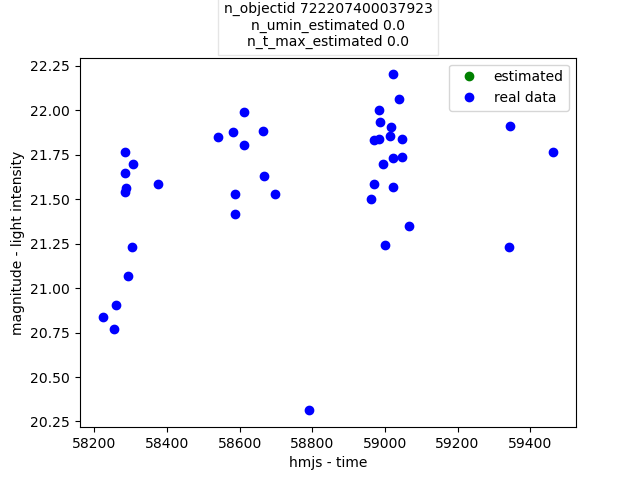 n_objectid 722207400037923
n_umin_estimated 0.0
n_t_max_estimated 0.0
estimated
real data
magnitude - light intensity
22.25
22.00
21.75
21.50
21.25
21.00
20.75
20.50
20.25
58200 58400 58600 58800 59000 59200 59400
hmjs - time